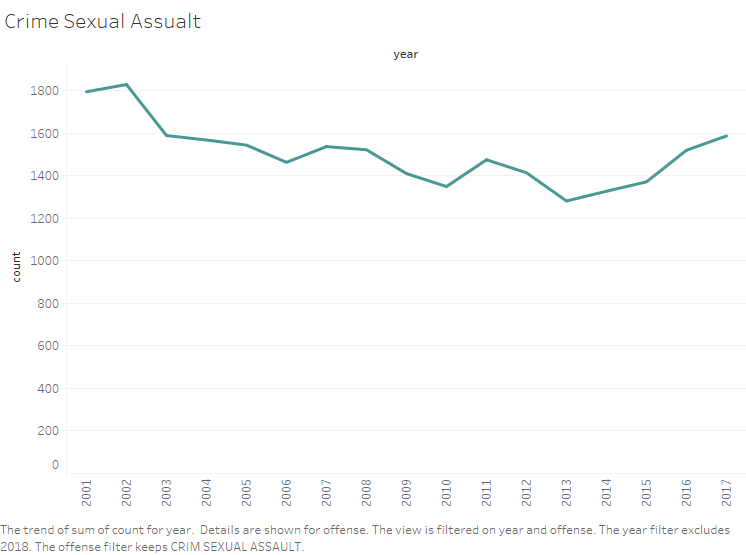 Crime Sexual Assualt
year
1800
1600
1400
1200
1000
800
600
400
200
0
count
2001 2002 2003 2004 2005 2006 2007 2008 2009 2010 2011 2012 2013 2014 2015 2016 2017
The trend of sum of count for year.  Details are shown for offense. The view is filtered on year and offense. The year filter excludes
2018. The offense filter keeps CRIM SEXUAL ASSAULT.